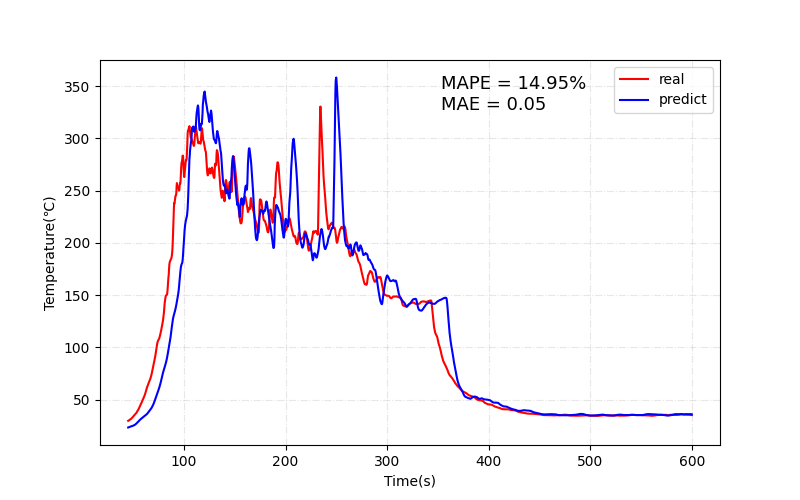 MAPE = 14.95%
MAE = 0.05
real
predict
Temperature(℃)
350
300
250
200
150
100
50
100 200 300 400 500 600
Time(s)